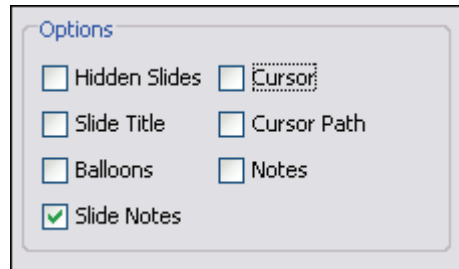 Options
Hidden Slides Cursor
Slide Title Cursor Path
Balloons Notes
Slide Notes